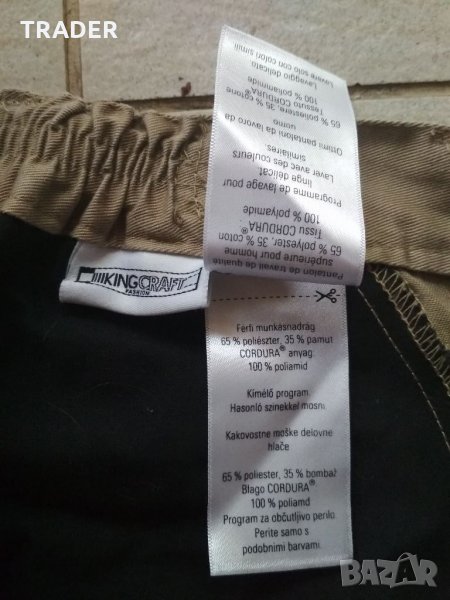 TRADER
Lavare solo con colori simili
Lavaggio delicato
100 % poliammide
Tessuto CORDURA®
65 % poliestere, 35 % cotone
uomo
Ottimi pantaloni da lavoro da
similaires
Laver avec des couleurs
linge délicat.
Programme de lavage pour
100 % polyamide
Tissu CORDURA®
65 % polyester, 35 % coton
supérieure pour homme
Pantalon de travail de qualité
KINGCRAFT
FASHION
Férfi munkásnadrág
65 % poliészter, 35 % pamut
CORDURA® anyag:
100 % poliamid
Kímélő program.
Hasonló színekkel mosni.
Kakovostne moške delovne
hlače
65 % poliester, 35 % bombaž
Blago CORDURA®
100 % poliamd
Program za občutljivo perilo.
Perite samo s
podobnimi barvami.
BAZAR